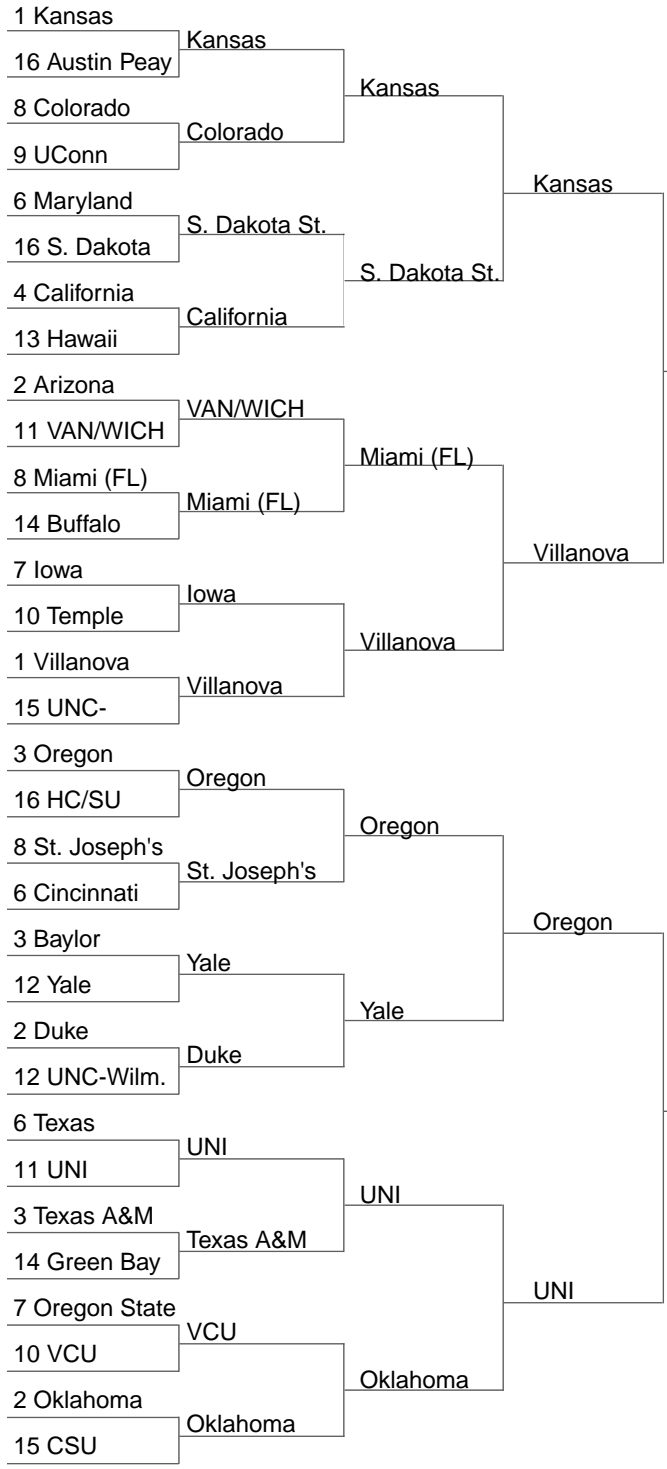 1 Kansas
16 Austin Peay
8 Colorado
9 UConn
6 Maryland
16 S. Dakota
4 California
13 Hawaii
2 Arizona
11 VAN/WICH
8 Miami (FL)
14 Buffalo
7 Iowa
10 Temple
1 Villanova
15 UNC-
3 Oregon
16 HC/SU
8 St. Joseph's
6 Cincinnati
3 Baylor
12 Yale
2 Duke
12 UNC-Wilm.
6 Texas
11 UNI
3 Texas A&M
14 Green Bay
7 Oregon State
10 VCU
2 Oklahoma
15 CSU
Kansas
Colorado
S. Dakota St.
California
VAN/WICH
Miami (FL)
Iowa
Villanova
Oregon
St. Joseph's
Yale
Duke
UNI
Texas A&M
VCU
Oklahoma
Kansas
S. Dakota St.
Miami (FL)
Villanova
Oregon
Yale
UNI
Oklahoma
Kansas
Villanova
Oregon
UNI